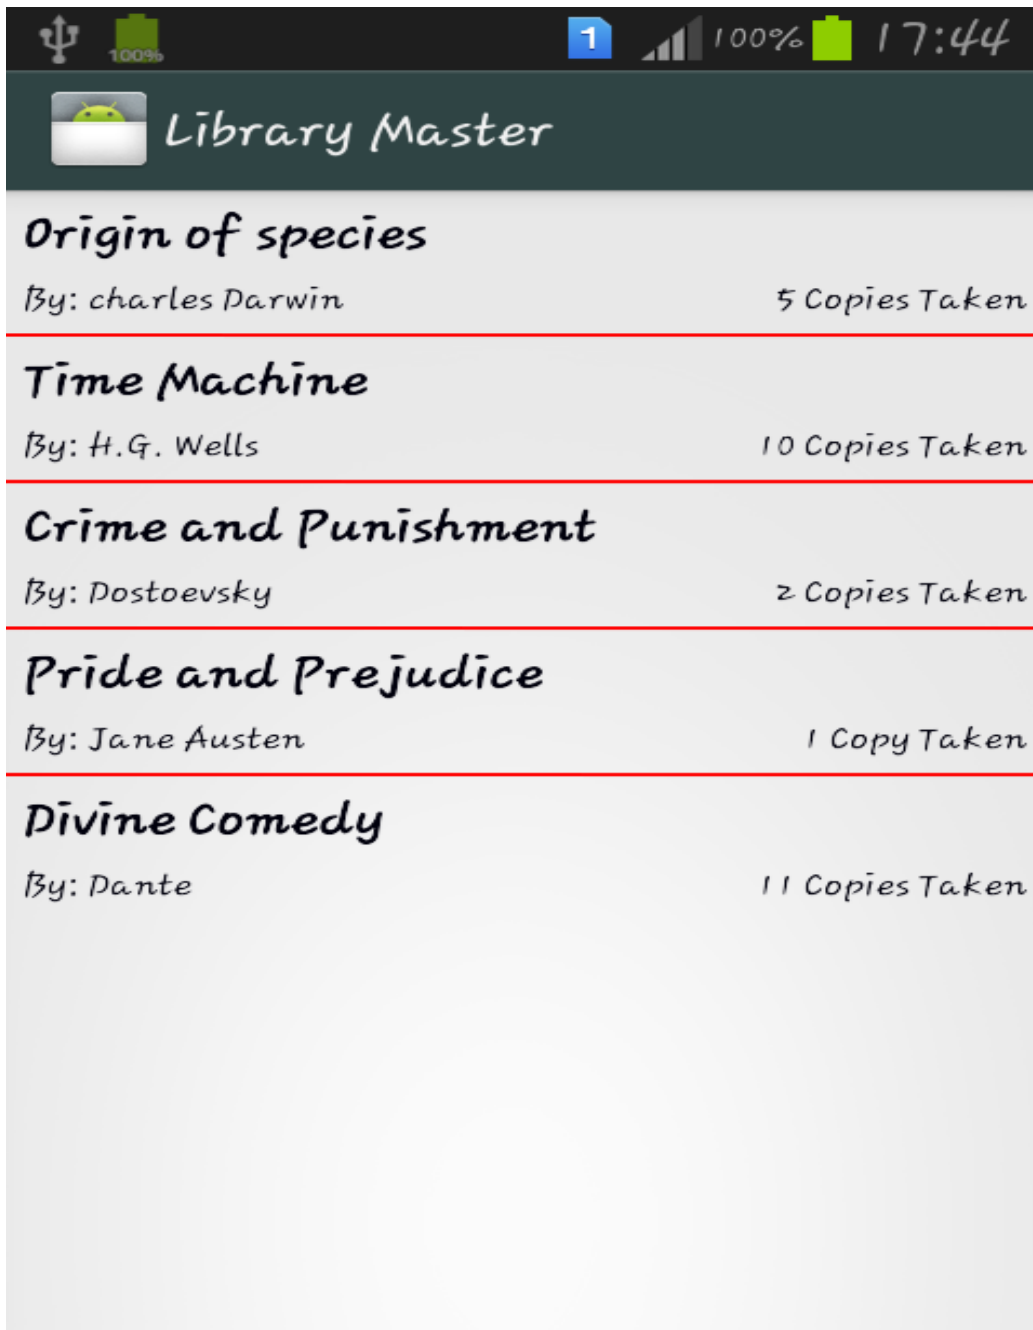 100%
1 100% 17:44
Library Master
Origin of species
By: charles Darwin 5 Copies Taken
Time Machine
By: H.G. Wells 10 Copies Taken
Crime and Punishment
By: Dostoevsky 2 Copies Taken
Pride and Prejudice
By: Jane Austen 1 Copy Taken
Divine Comedy
By: Dante 11 Copies Taken